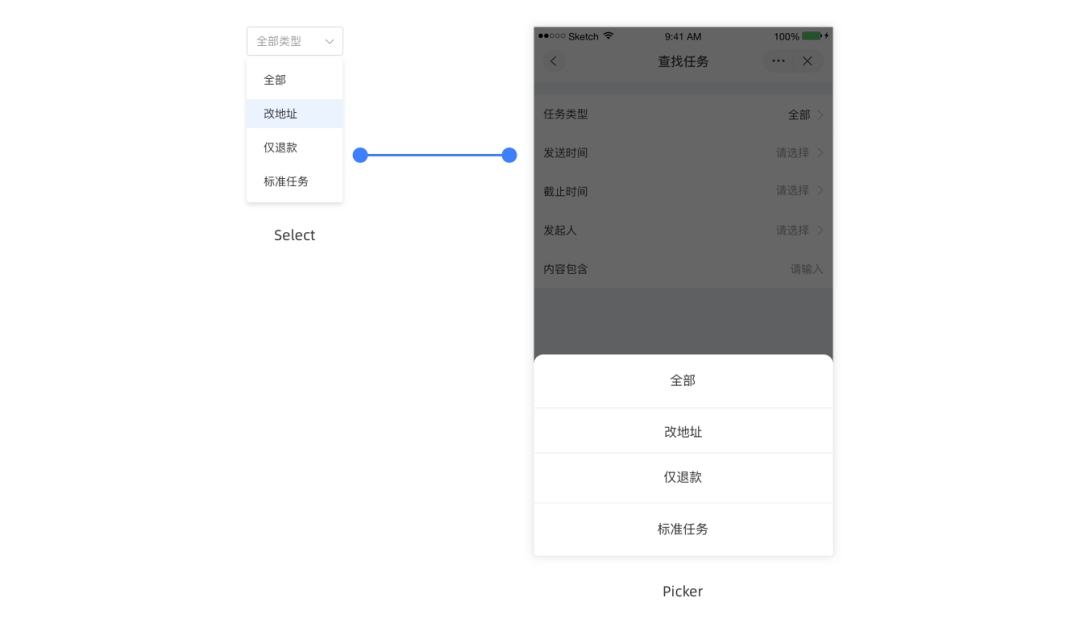 全部类型
全部
改地址
仅退款
标准任务
Select
Sketch 9:41 AM 100%
查找任务
任务类型 全部
发送时间 请选择
截止时间 请选择
发起人 请选择
内容包含 请输入
全部
改地址
仅退款
标准任务
Picker